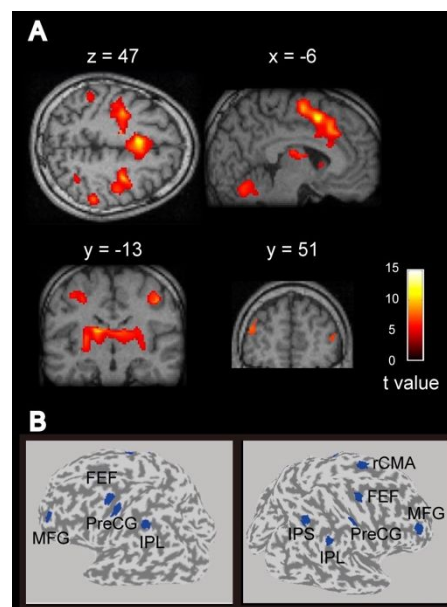 A
z = 47
x = -6
y = -13
y = 51
15
10
5
0
t value
B
FEF
PreCG
MFG
IPL
rCMA
FEF
MFG
IPS
PreCG
IPL